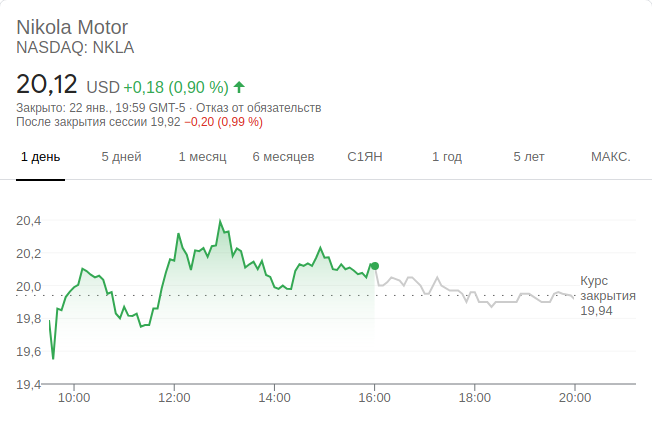 Nikola Motor
NASDAQ: NKLA
20,12 USD +0,18 (0,90 %)
Закрыто: 22 янв., 19:59 GMT-5 · Отказ от обязательств
После закрытия сессии 19,92 −0,20 (0,99 %)
1 день 5 дней 1 месяц 6 месяцев С1ЯН 1 год 5 лет МАКС.
20,4
20,2
20,0
19,8
19,6
19,4
Курс
закрытия
19,94
10:00 12:00 14:00 16:00 18:00 20:00